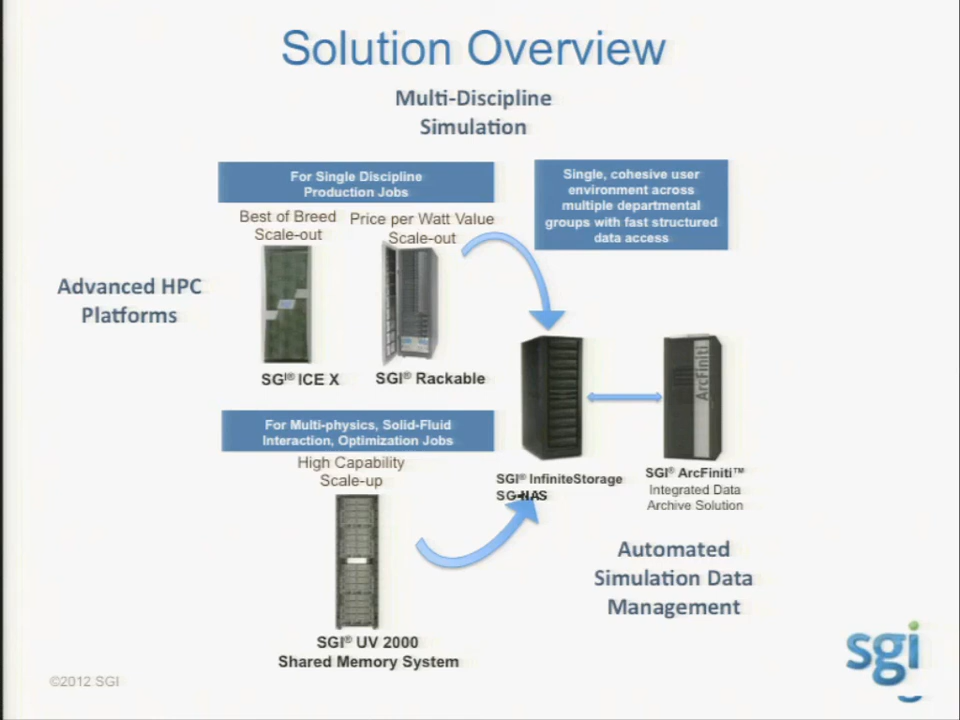 Solution Overview
Multi-Discipline
Simulation
For Single Discipline
Production Jobs
Single, cohesive user
environment across
multiple departmental
groups with fast structured
data access
Best of Breed
Scale-out
Price per Watt Value
Scale-out
Advanced HPC
Platforms
ArcFiniti
SGI® ICE X
SGI® Rackable
For Multi-physics, Solid-Fluid
Interaction, Optimization Jobs
High Capability
Scale-up
SGI® InfiniteStorage
SG-NAS
SGI® ArcFiniti™
Integrated Data
Archive Solution
Automated
Simulation Data
Management
SGI® UV 2000
Shared Memory System
©2012 SGI
sgi